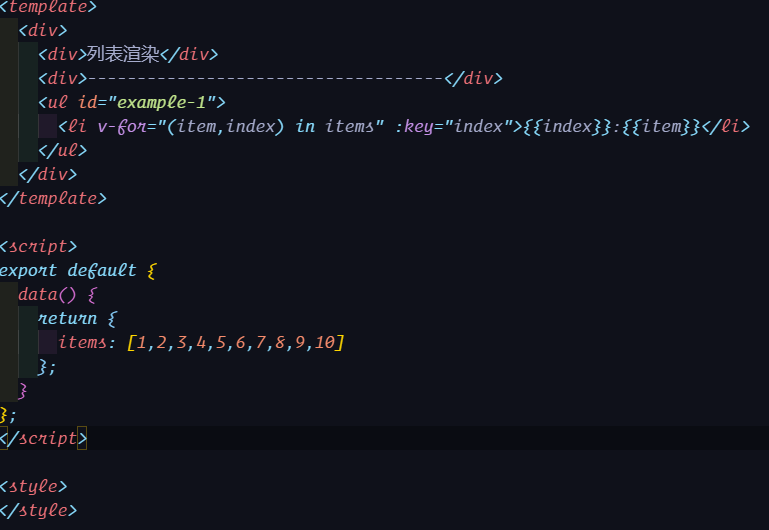 <template>
<div>
<div>列表渲染</div>
<div>------------------------------------</div>
<ul id="example-1">
<li v-for="(item,index) in items" :key="index">{{index}}:{{item}}</li>
</ul>
</div>
</template>
<script>
export default {
data() {
return {
items: [1,2,3,4,5,6,7,8,9,10]
};
}
};
</script>
<style>
</style>